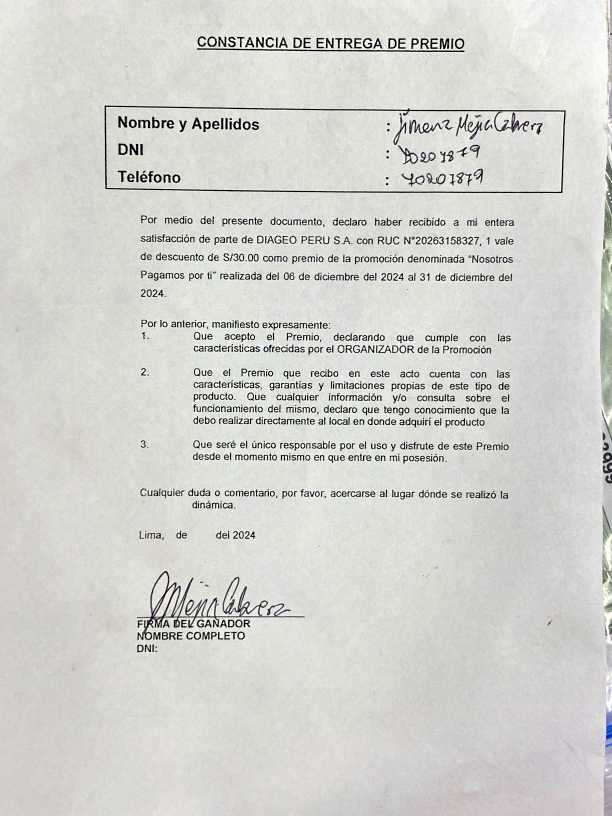 CONSTANCIA DE ENTREGA DE PREMIO
Nombre y Apellidos : Jimena Mejia Cabrera
DNI : 70207879
Teléfono : 70207879
Por medio del presente documento, declaro haber recibido a mi entera
satisfacción de parte de DIAGEO PERU S.A. con RUC N°20263158327, 1 vale
de descuento de S/30.00 como premio de la promoción denominada “Nosotros
Pagamos por ti” realizada del 06 de diciembre del 2024 al 31 de diciembre del
2024.
Por lo anterior, manifiesto expresamente:
1. Que acepto el Premio, declarando que cumple con las
características ofrecidas por el ORGANIZADOR de la Promoción
2. Que el Premio que recibo en este acto cuenta con las
características, garantías y limitaciones propias de este tipo de
producto. Que cualquier información y/o consulta sobre el
funcionamiento del mismo, declaro que tengo conocimiento que la
debo realizar directamente al local en donde adquirí el producto
3. Que seré el único responsable por el uso y disfrute de este Premio
desde el momento mismo en que entre en mi posesión.
Cualquier duda o comentario, por favor, acercarse al lugar dónde se realizó la
dinámica.
Lima, de del 2024
JMejia Cabrera
FIRMA DEL GAÑADOR
NOMBRE COMPLETO
DNI: